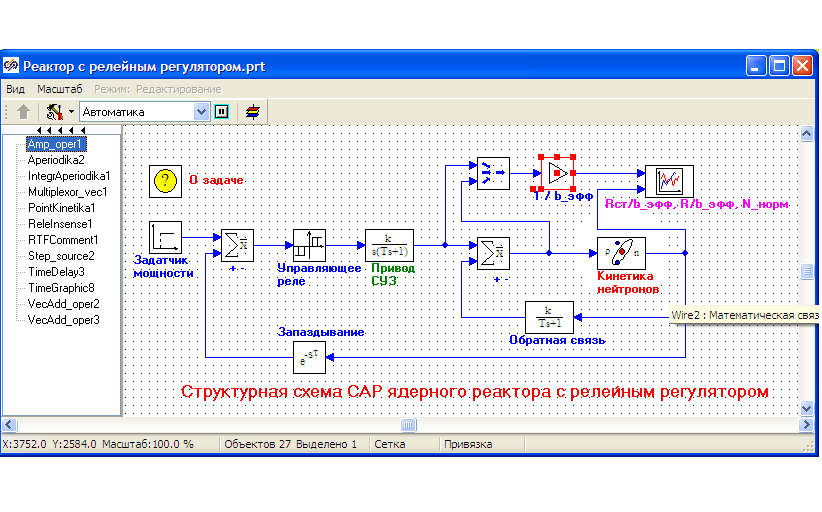 Реактор с релейным регулятором.prt
Вид Масштаб Режим: Редактирование
Автоматика
Amp_oper1
Aperiodika2
IntegrAperiodika1
Multiplexor_vec1
PointKinetika1
ReleInsense1
RTFComment1
Step_source2
TimeDelay3
TimeGraphic8
VecAdd_oper2
VecAdd_oper3
?
О задаче
1 / b_эфф
Rст/b_эфф, R/b_эфф, N_норм
Задатчик
мощности
Σx̄
+ -
Управляющее
реле
k
s(Ts+1)
Привод
СУЗ
Σx̄
+ -
ρ n
Кинетика
нейтронов
k
Ts+1
Обратная связь
Wire2 : Математическая связ
Запаздывание
e-sτ
Структурная схема САР ядерного реактора с релейным регулятором
X:3752.0 Y:2584.0 Масштаб:100.0 % Объектов 27 Выделено 1 Сетка Привязка